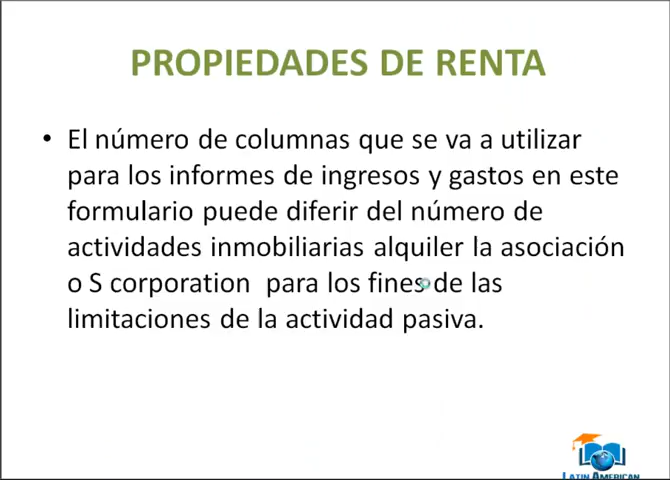 PROPIEDADES DE RENTA
• El número de columnas que se va a utilizar
para los informes de ingresos y gastos en este
formulario puede diferir del número de
actividades inmobiliarias alquiler la asociación
o S corporation para los fines de las
limitaciones de la actividad pasiva.
LATIN AMERICAN